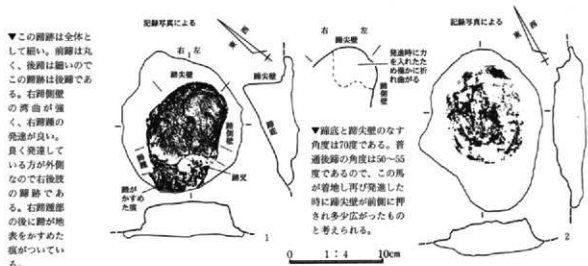 ▼この蹄跡は全体と
して細い。前蹄は丸
く、後蹄は細いので
この蹄跡は後蹄であ
る。右蹄側壁
の湾曲が強
く、右蹄踵の
発達が良い。
良く発達して
いる方が外側
なので右後肢
の蹄跡であ
る。右蹄踵部
の後に蹄が地
表をかすめた
痕がついてい
る。
記録写真による
右 左
蹄尖壁
蹄尖壁
蹄底
蹄側壁
蹄叉
蹄踵
蹄が
かすめ
た痕
1
右 左
蹄尖壁
発進時に力
を入れたた
め僅かに折
れ曲がる
蹄側壁
▼蹄底と蹄尖壁のなす
角度は70度である。普
通後蹄の角度は50〜55
度であるので、この馬
が着地し再び発進した
時に蹄尖壁が前側に押
され多少広がったもの
と考えられる。
0 1:4 10cm
記録写真による
2